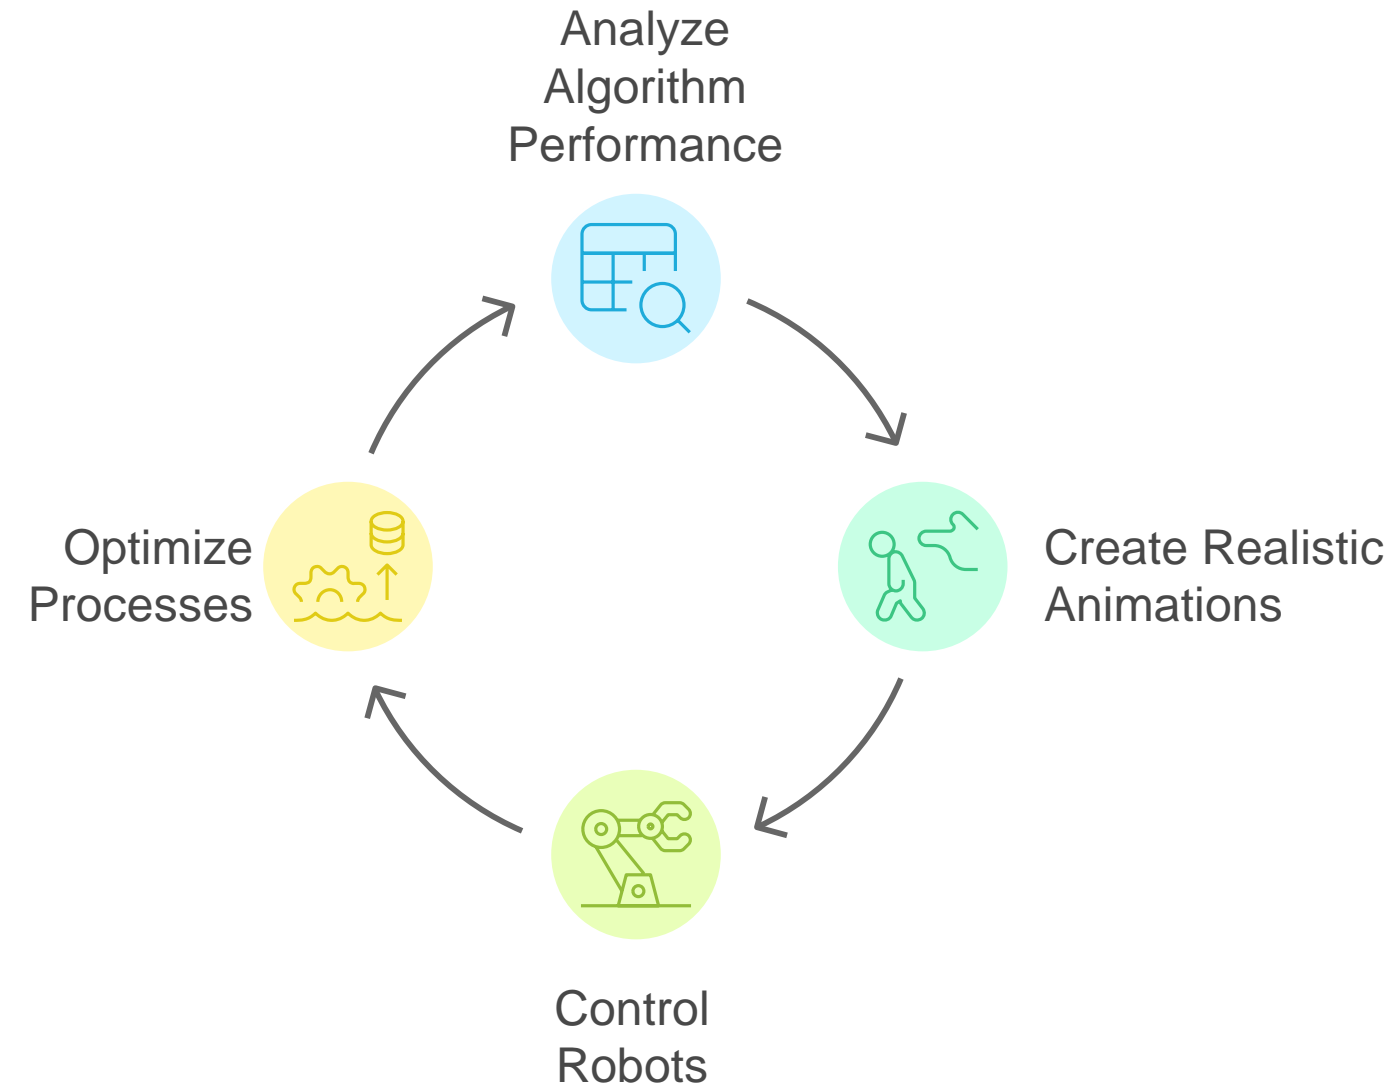 Analyze
Algorithm
Performance
Optimize
Processes
Create Realistic
Animations
Control
Robots